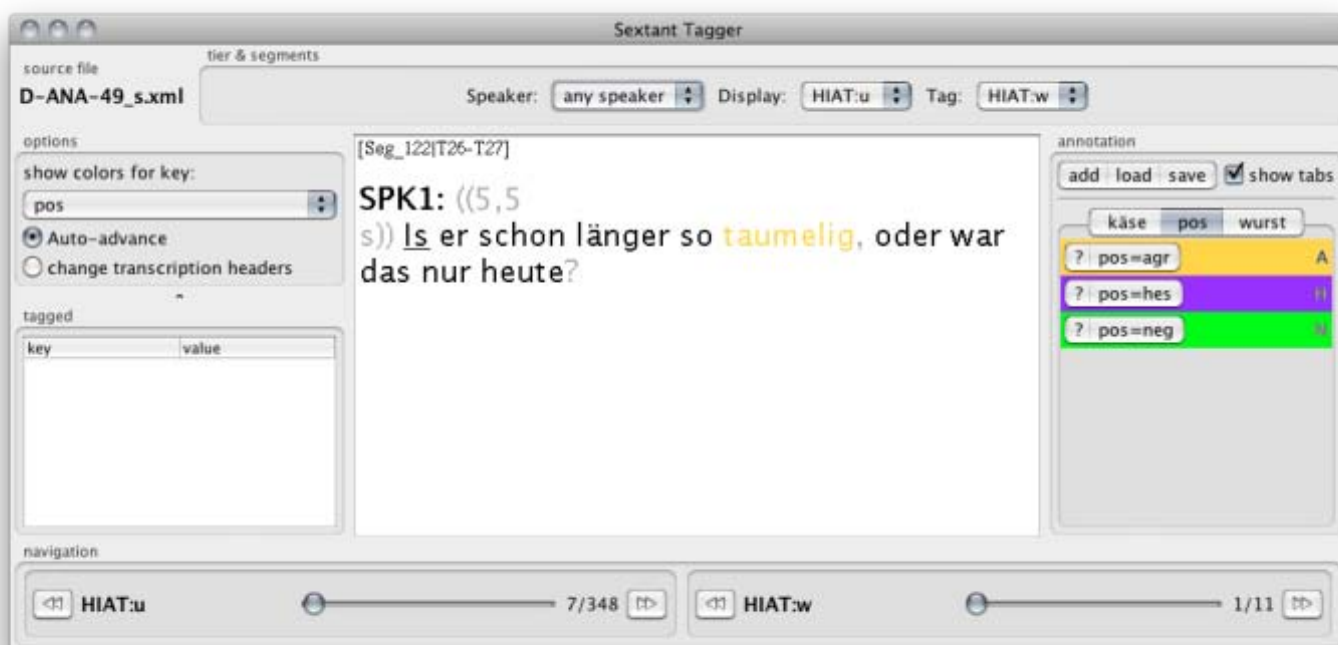 Sextant Tagger
source file
D-ANA-49_s.xml
tier & segments
Speaker: any speaker Display: HIAT:u Tag: HIAT:w
options
show colors for key:
pos
Auto-advance
change transcription headers
tagged
key value
[Seg_122|T26-T27]
SPK1: ((5,5
s)) Is er schon länger so taumelig, oder war
das nur heute?
annotation
add load save show tabs
käse pos wurst
? pos=agr A
? pos=hes H
? pos=neg N
navigation
HIAT:u 7/348
HIAT:w 1/11